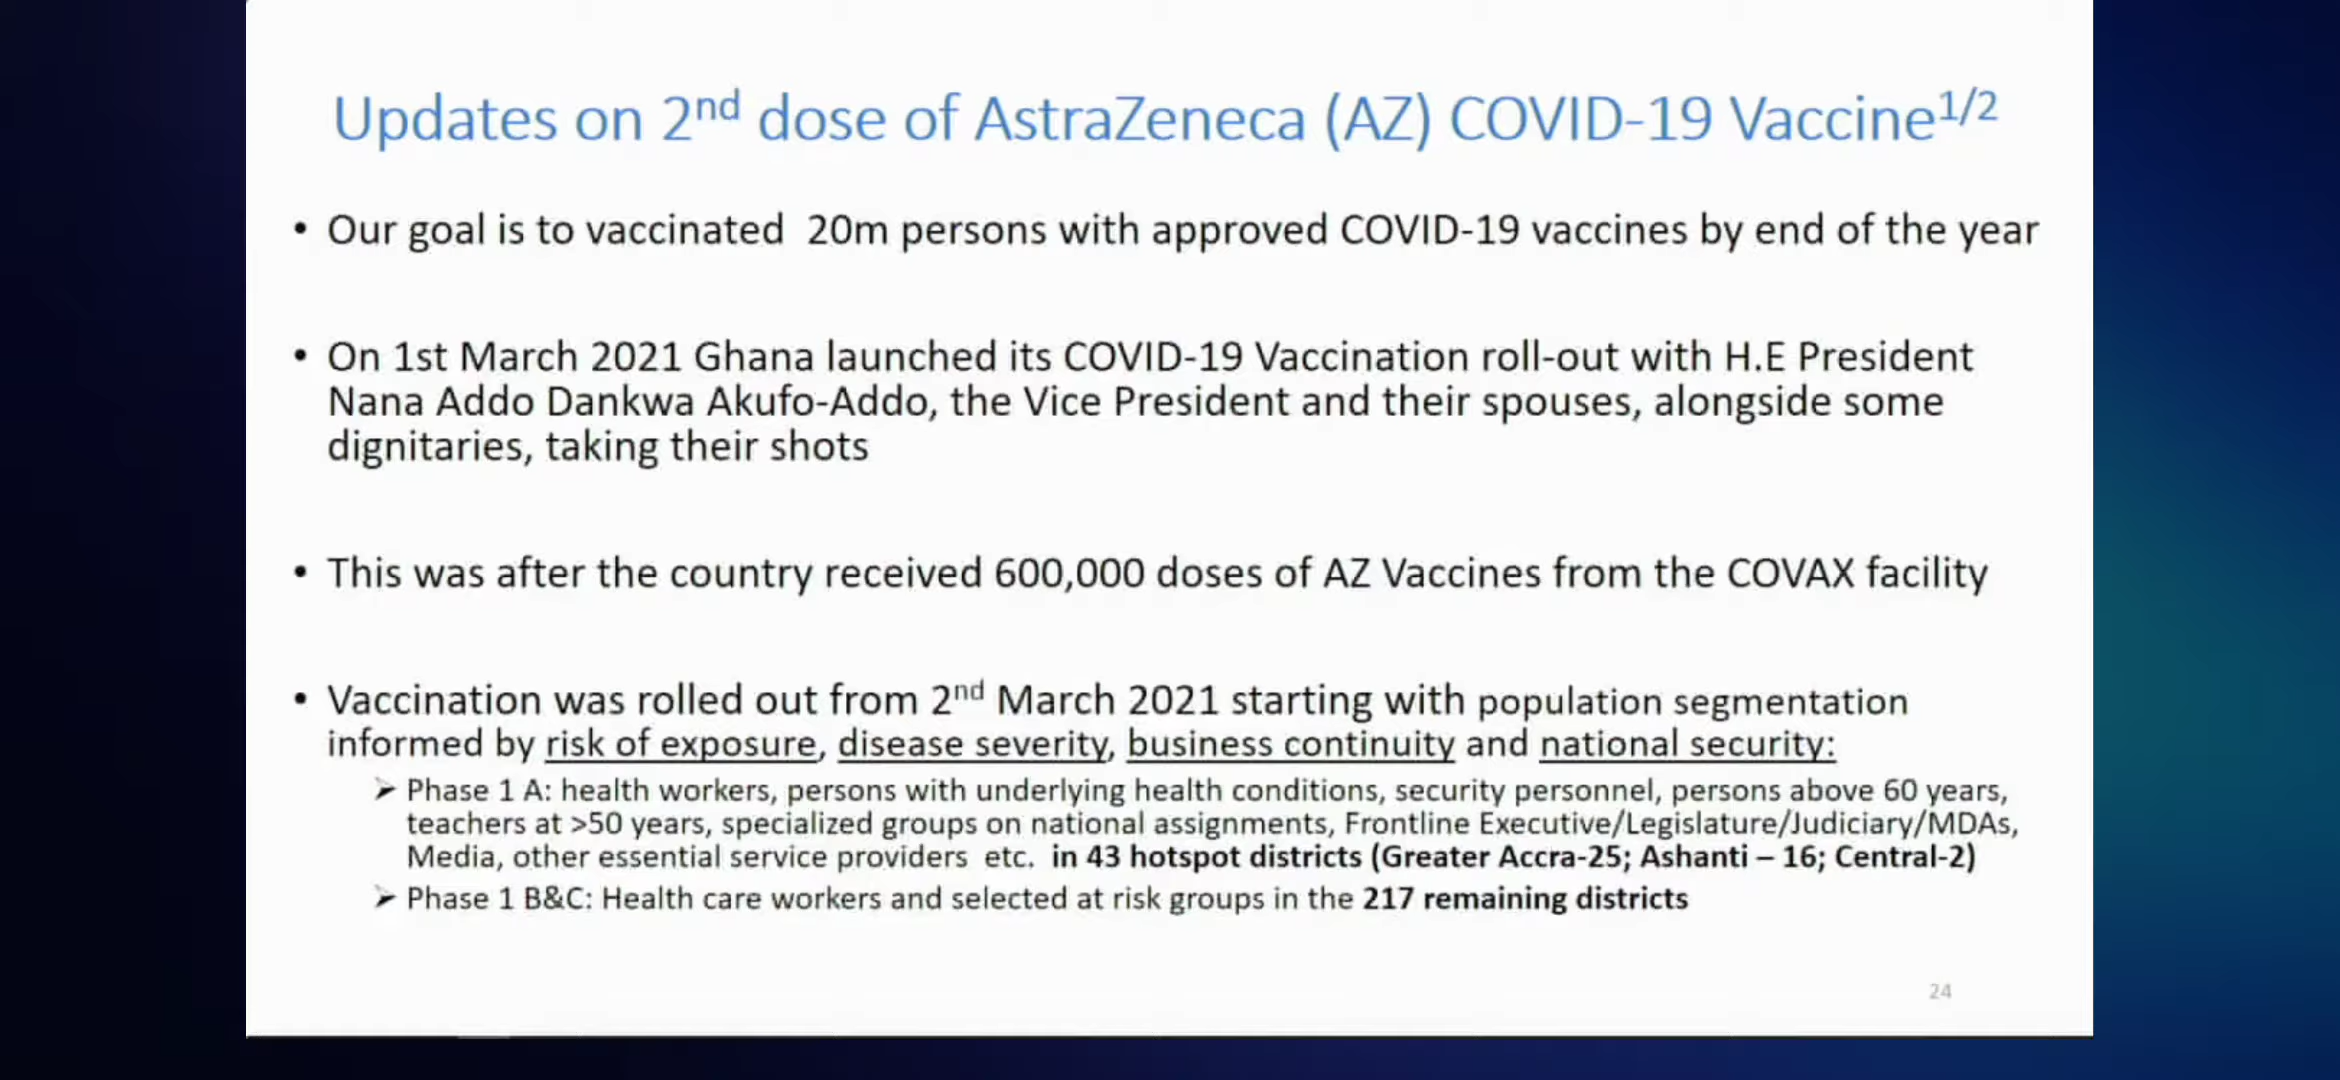 Updates on 2nd dose of AstraZeneca (AZ) COVID-19 Vaccine1/2
• Our goal is to vaccinated 20m persons with approved COVID-19 vaccines by end of the year
• On 1st March 2021 Ghana launched its COVID-19 Vaccination roll-out with H.E President
Nana Addo Dankwa Akufo-Addo, the Vice President and their spouses, alongside some
dignitaries, taking their shots
• This was after the country received 600,000 doses of AZ Vaccines from the COVAX facility
• Vaccination was rolled out from 2nd March 2021 starting with population segmentation
informed by risk of exposure, disease severity, business continuity and national security:
➢ Phase 1 A: health workers, persons with underlying health conditions, security personnel, persons above 60 years,
teachers at >50 years, specialized groups on national assignments, Frontline Executive/Legislature/Judiciary/MDAs,
Media, other essential service providers etc. in 43 hotspot districts (Greater Accra-25; Ashanti – 16; Central-2)
➢ Phase 1 B&C: Health care workers and selected at risk groups in the 217 remaining districts
24